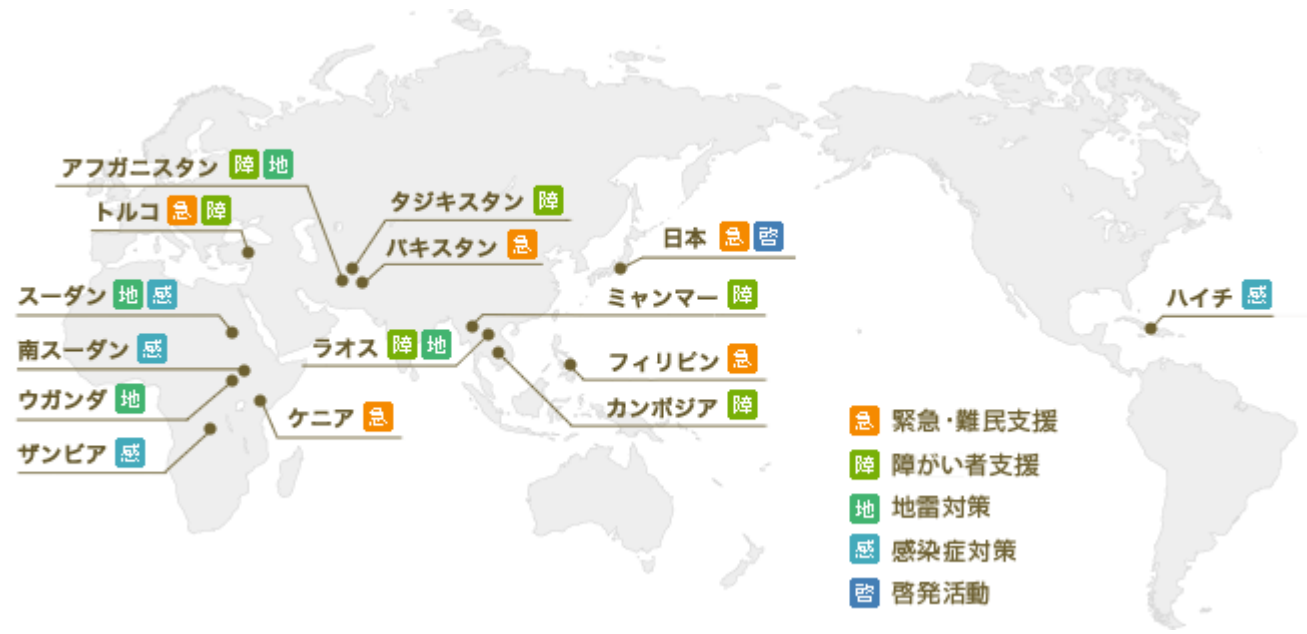 アフガニスタン 障 地
トルコ 急 障
タジキスタン 障
パキスタン 急
日本 急 啓
スーダン 地 感
ミャンマー 障
ハイチ 感
南スーダン 感
ラオス 障 地
フィリピン 急
ウガンダ 地
ケニア 急
カンボジア 障
ザンビア 感
急 緊急・難民支援
障 障がい者支援
地 地雷対策
感 感染症対策
啓 啓発活動